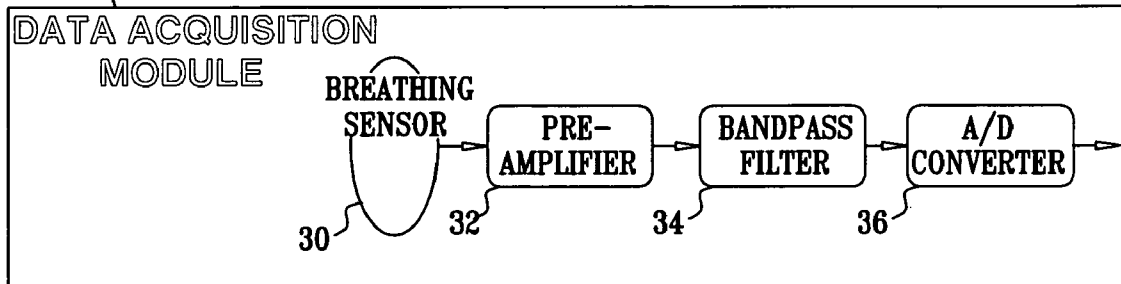 DATA ACQUISITION
MODULE
BREATHING
SENSOR
PRE-
AMPLIFIER
BANDPASS
FILTER
A/D
CONVERTER
30
32
34
36